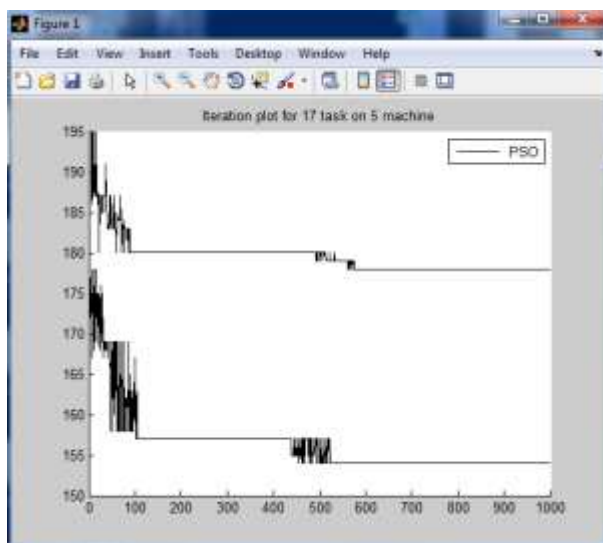 Figure 1
File Edit View Insert Tools Desktop Window Help
Iteration plot for 17 task on 5 machine
195
190
185
180
175
170
165
160
155
150
PSO
0 100 200 300 400 500 600 700 800 900 1000